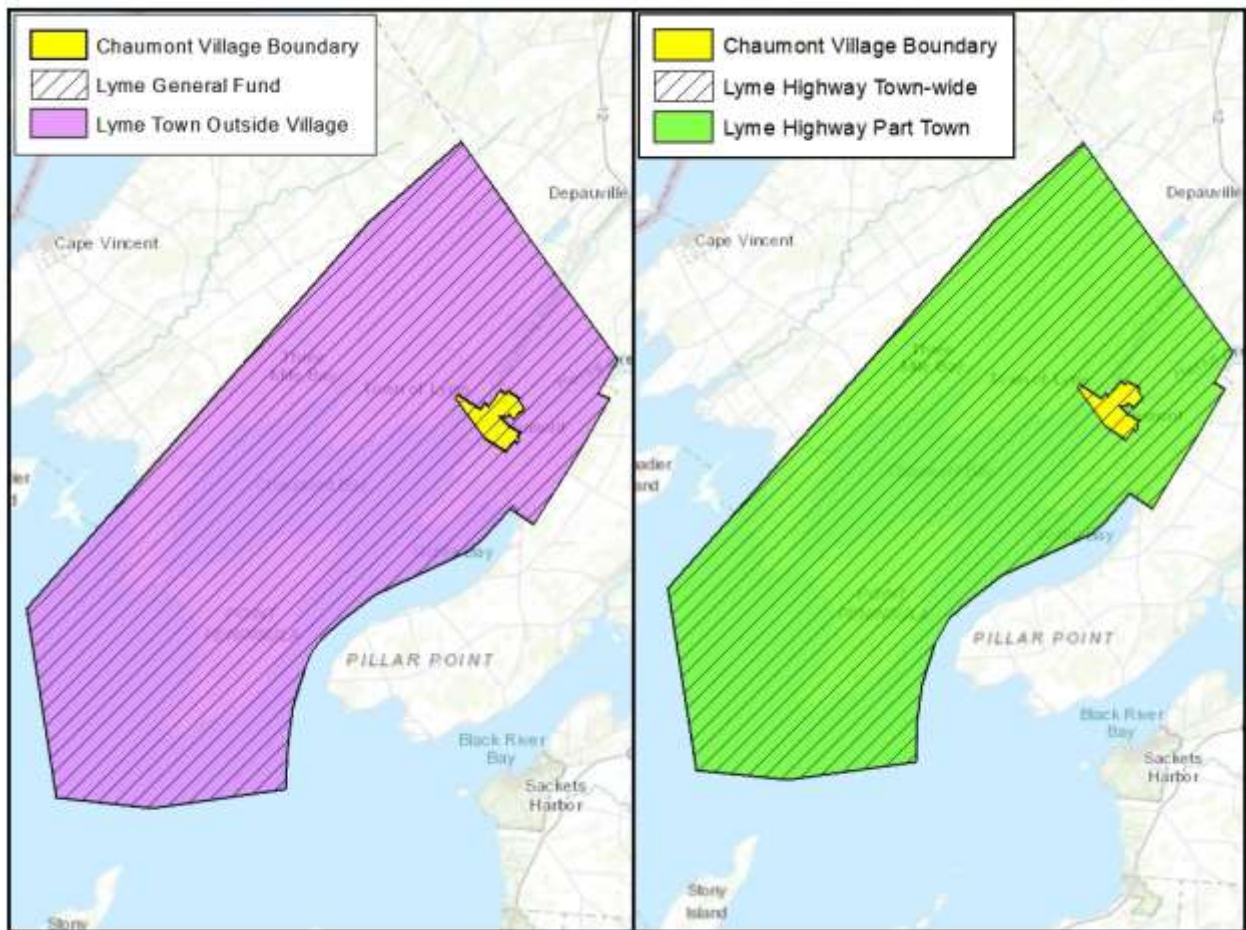 Chaumont Village Boundary
Lyme General Fund
Lyme Town Outside Village
Depauville
Cape Vincent
PILLAR POINT
Black River
Bay
Sackets
Harbor
Stony
Chaumont Village Boundary
Lyme Highway Town-wide
Lyme Highway Part Town
Depauville
Cape Vincent
PILLAR POINT
Black River
Bay
Sackets
Harbor
Stony
Island